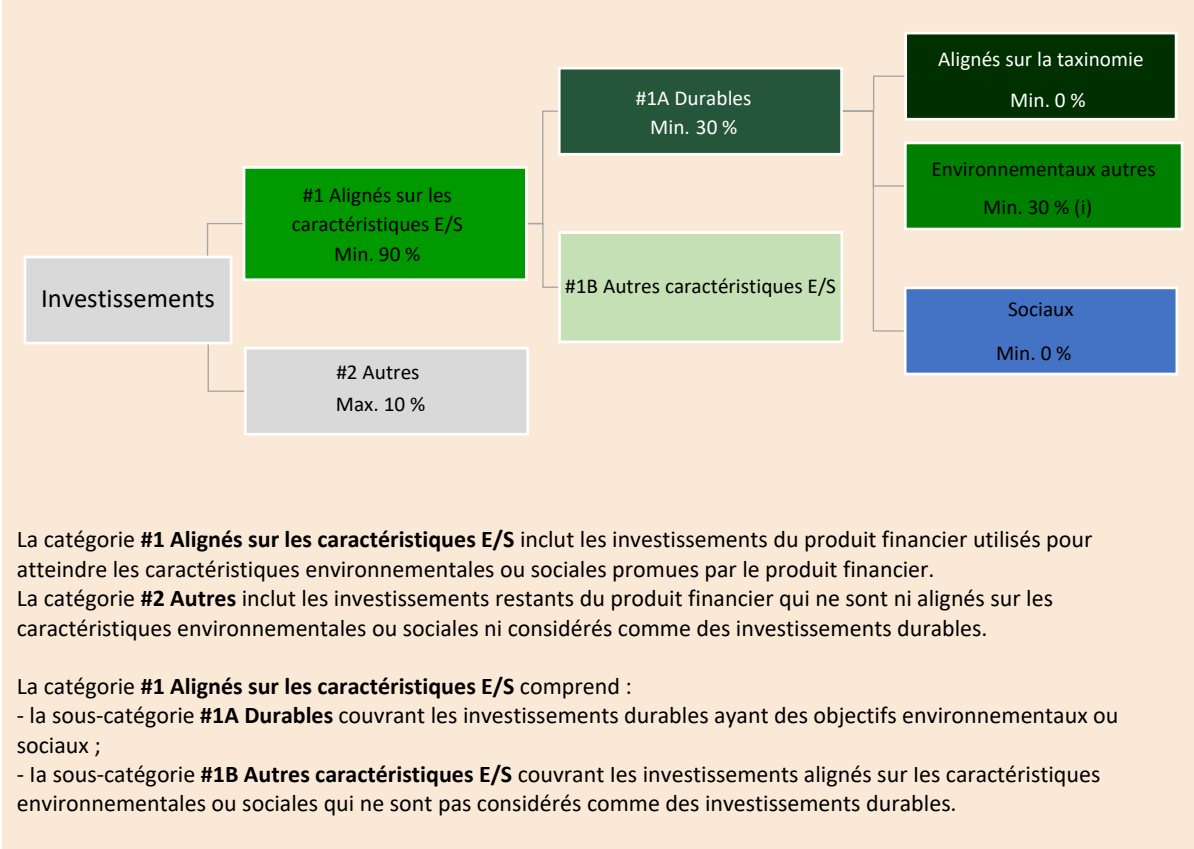 Alignés sur la taxinomie
Min. 0 %
#1A Durables
Min. 30 %
Environnementaux autres
Min. 30 % (i)
#1 Alignés sur les
caractéristiques E/S
Min. 90 %
#1B Autres caractéristiques E/S
Investissements
Sociaux
Min. 0 %
#2 Autres
Max. 10 %
La catégorie #1 Alignés sur les caractéristiques E/S inclut les investissements du produit financier utilisés pour
atteindre les caractéristiques environnementales ou sociales promues par le produit financier.
La catégorie #2 Autres inclut les investissements restants du produit financier qui ne sont ni alignés sur les
caractéristiques environnementales ou sociales ni considérés comme des investissements durables.
La catégorie #1 Alignés sur les caractéristiques E/S comprend :
- la sous-catégorie #1A Durables couvrant les investissements durables ayant des objectifs environnementaux ou
sociaux ;
- la sous-catégorie #1B Autres caractéristiques E/S couvrant les investissements alignés sur les caractéristiques
environnementales ou sociales qui ne sont pas considérés comme des investissements durables.